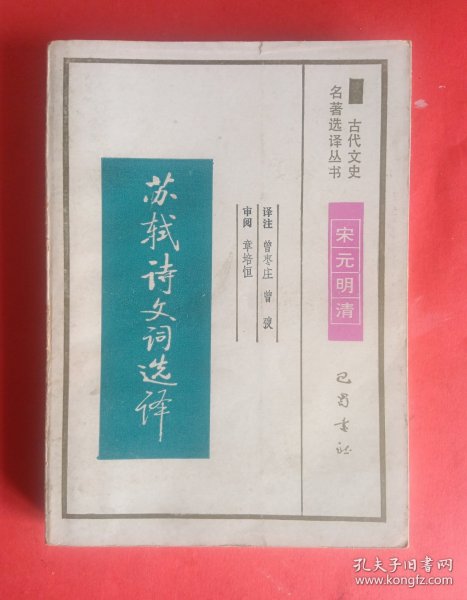 古代文史
名著选译丛书
宋元明清
巴蜀书社
译注 曾枣庄 曾弢
审阅 章培恒
苏轼诗文词选译
孔夫子旧书网
www.kongfz.com